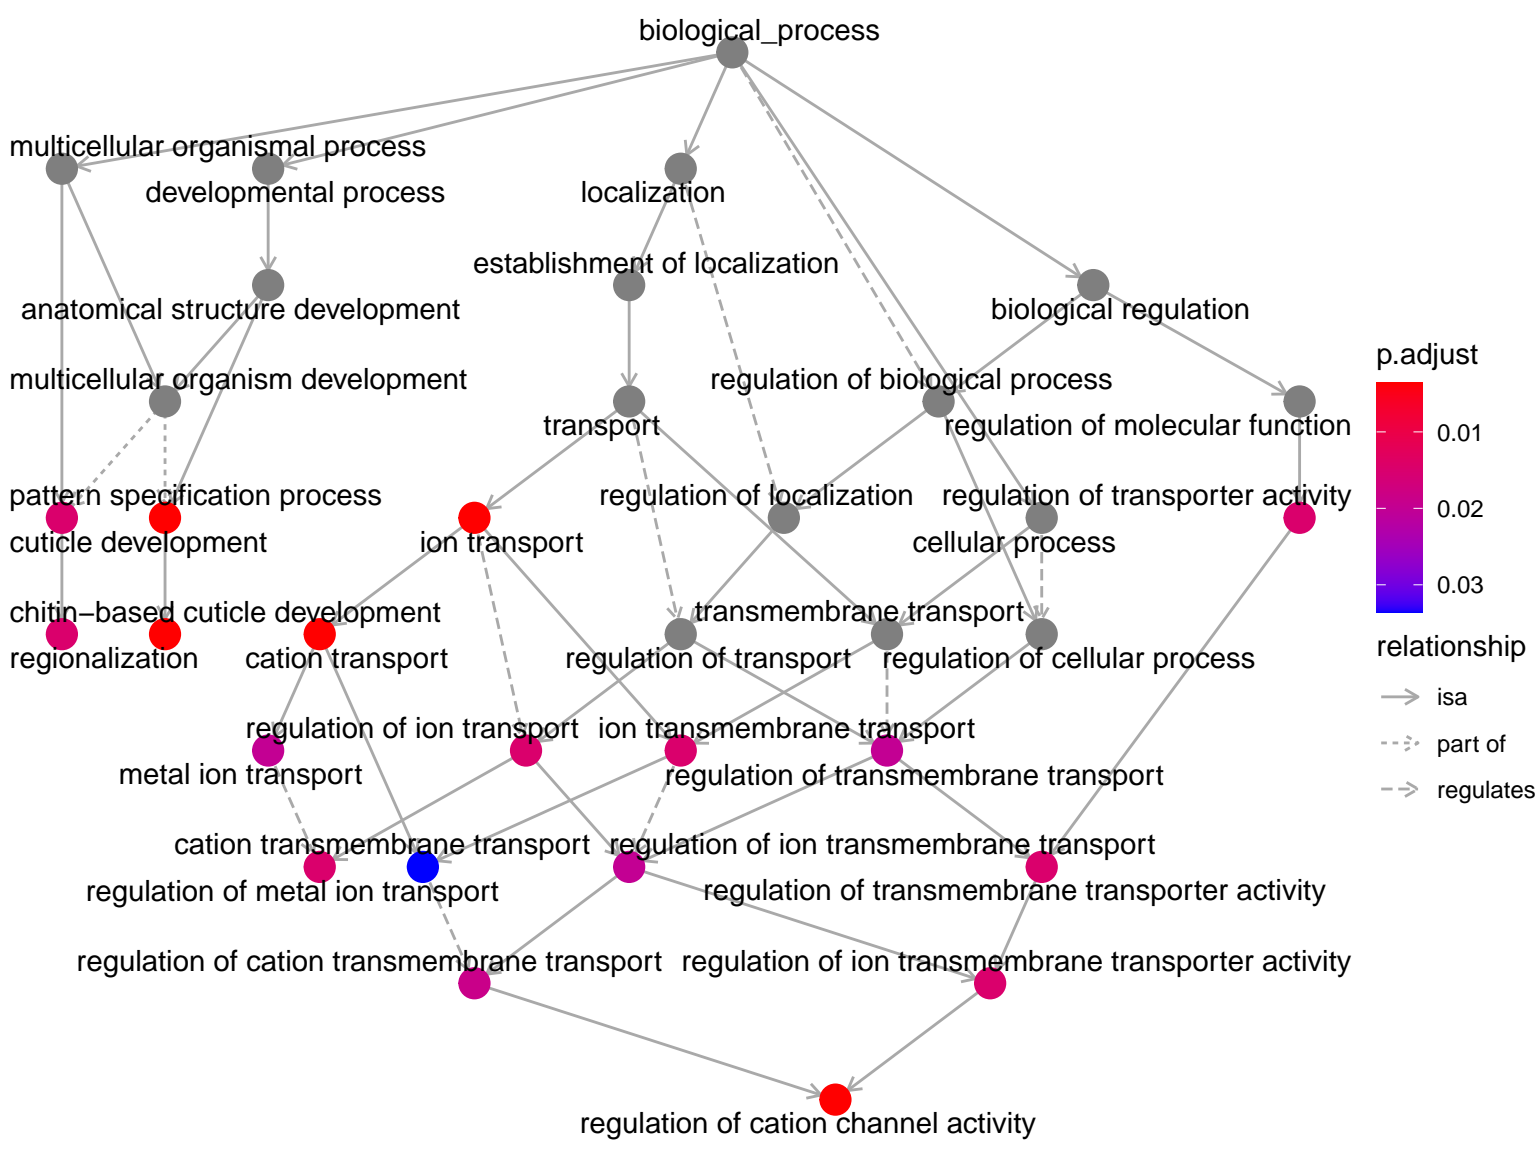 biological_process
multicellular organismal process
developmental process
localization
establishment of localization
anatomical structure development
biological regulation
multicellular organism development
regulation of biological process
transport
regulation of molecular function
pattern specification process
regulation of localization
regulation of transporter activity
cuticle development
ion transport
cellular process
chitin−based cuticle development
transmembrane transport
regionalization
cation transport
regulation of transport
regulation of cellular process
regulation of ion transport
ion transmembrane transport
metal ion transport
regulation of transmembrane transport
cation transmembrane transport
regulation of ion transmembrane transport
regulation of metal ion transport
regulation of transmembrane transporter activity
regulation of cation transmembrane transport
regulation of ion transmembrane transporter activity
regulation of cation channel activity
p.adjust
0.01
0.02
0.03
relationship
isa
part of
regulates